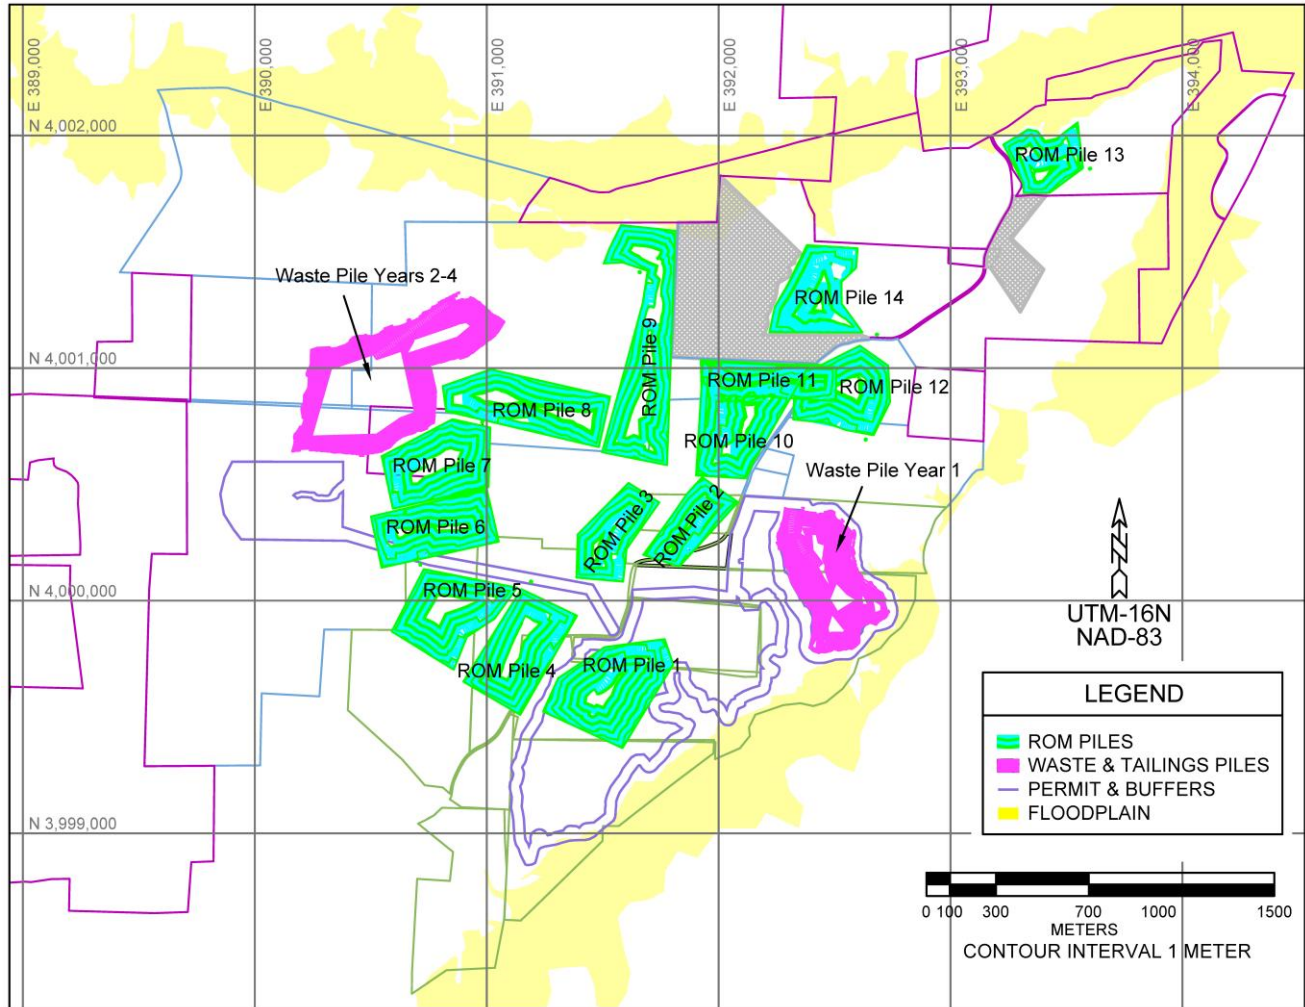 E 389,000
E 390,000
E 391,000
E 392,000
E 393,000
E 394,000
N 4,002,000
ROM Pile 13
Waste Pile Years 2-4
ROM Pile 14
N 4,001,000
ROM Pile 9
ROM Pile 11
ROM Pile 12
ROM Pile 8
ROM Pile 10
ROM Pile 7
Waste Pile Year 1
ROM Pile 6
ROM Pile 3
ROM Pile 2
N 4,000,000
ROM Pile 5
N
UTM-16N
NAD-83
ROM Pile 4
ROM Pile 1
LEGEND
ROM PILES
WASTE & TAILINGS PILES
PERMIT & BUFFERS
FLOODPLAIN
N 3,999,000
0 100 300 700 1000 1500
METERS
CONTOUR INTERVAL 1 METER